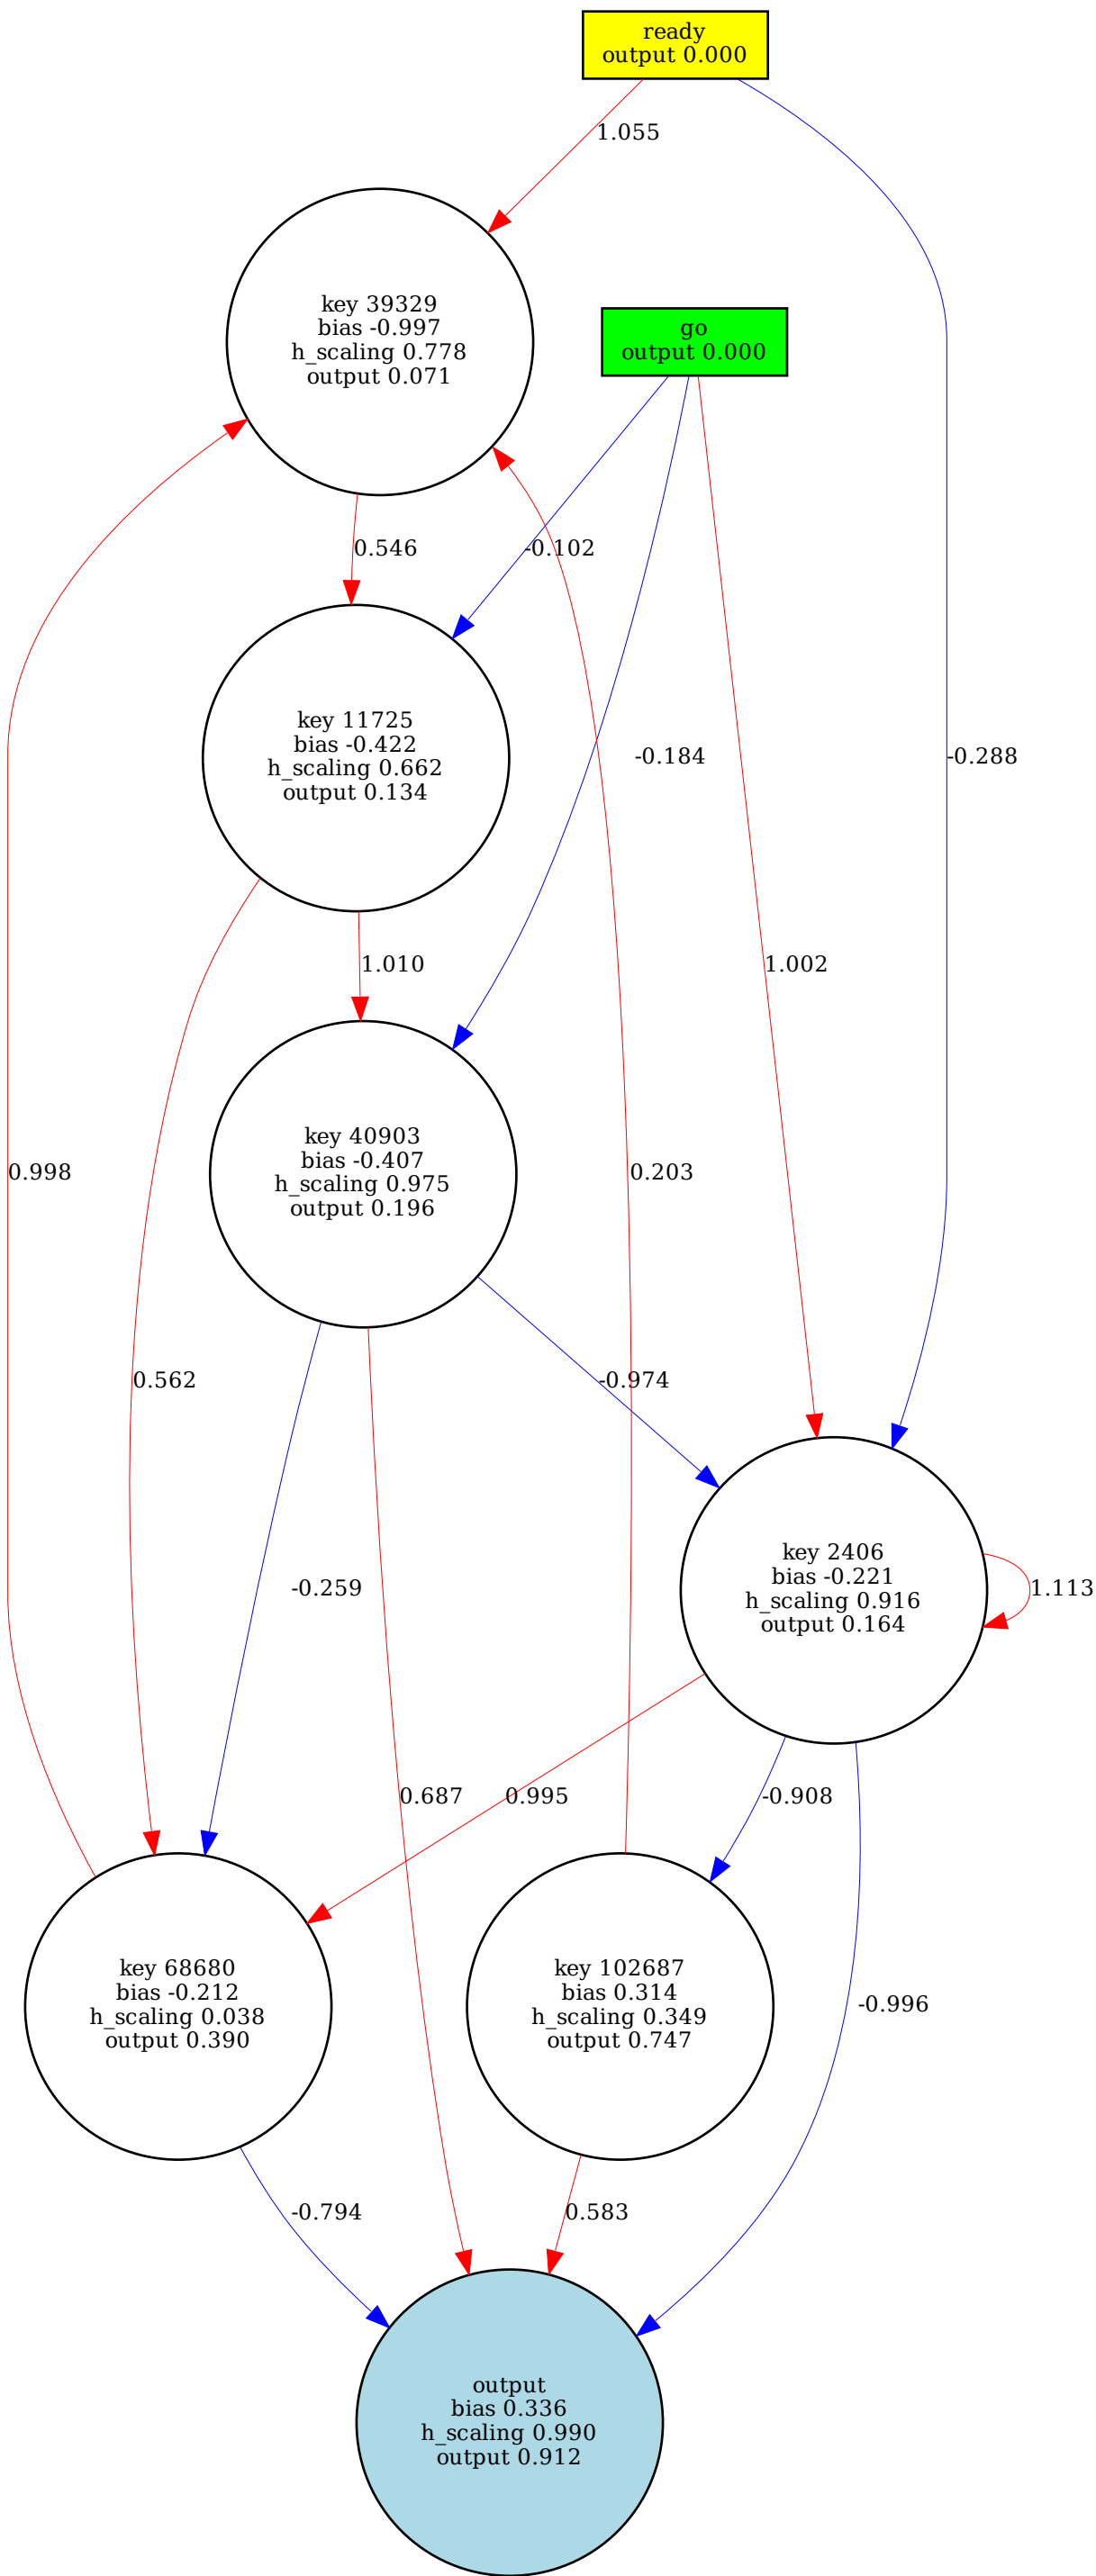 ready
output 0.000
1.055
key 39329
bias -0.997
h_scaling 0.778
output 0.071
go
output 0.000
0.546
-0.102
key 11725
bias -0.422
h_scaling 0.662
output 0.134
-0.184
-0.288
1.010
1.002
key 40903
bias -0.407
h_scaling 0.975
output 0.196
0.998
0.203
0.562
-0.974
key 2406
bias -0.221
h_scaling 0.916
output 0.164
-0.259
1.113
0.687
0.995
-0.908
key 68680
bias -0.212
h_scaling 0.038
output 0.390
key 102687
bias 0.314
h_scaling 0.349
output 0.747
-0.996
-0.794
0.583
output
bias 0.336
h_scaling 0.990
output 0.912